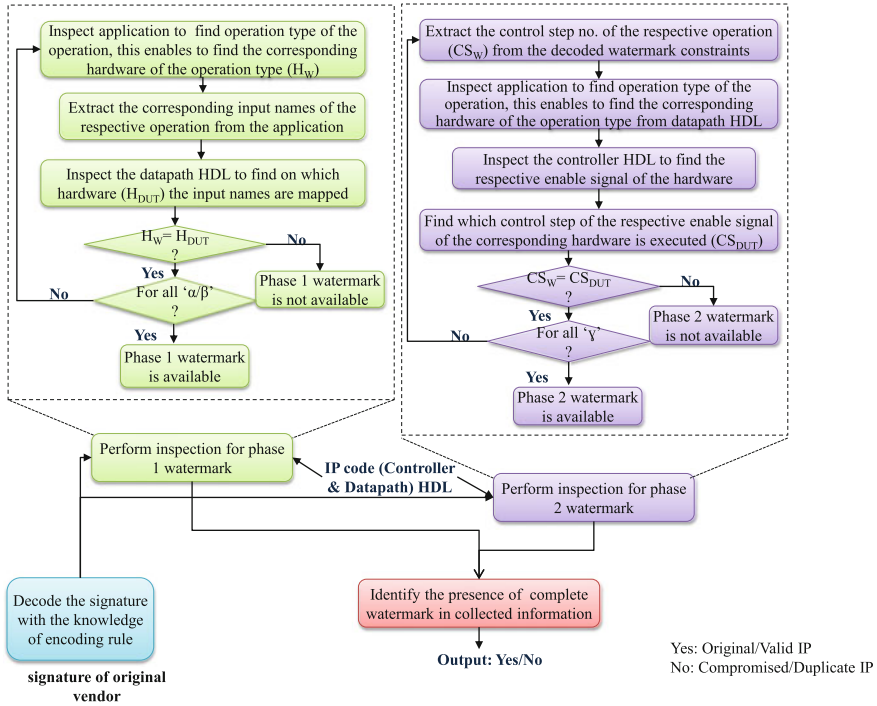 Inspect application to find operation type of the
operation, this enables to find the corresponding
hardware of the operation type (HW)
Extract the corresponding input names of the
respective operation from the application
Inspect the datapath HDL to find on which
hardware (HDUT) the input names are mapped
HW= HDUT
?
No
Yes
Phase 1 watermark
is not available
For all ‘α/β’
?
No
Yes
Phase 1 watermark
is available
Extract the control step no. of the respective operation
(CSW) from the decoded watermark constraints
Inspect application to find operation type of the
operation, this enables to find the corresponding
hardware of the operation type from datapath HDL
Inspect the controller HDL to find the
respective enable signal of the hardware
Find which control step of the respective enable signal
of the corresponding hardware is executed (CSDUT)
CSW= CSDUT
?
No
Yes
Phase 2 watermark
is not available
For all ‘Ɣ’
?
No
Yes
Phase 2 watermark
is available
Perform inspection for phase
1 watermark
IP code (Controller
& Datapath) HDL
Perform inspection for phase
2 watermark
Decode the signature
with the knowledge
of encoding rule
signature of original
vendor
Identify the presence of complete
watermark in collected information
Output: Yes/No
Yes: Original/Valid IP
No: Compromised/Duplicate IP